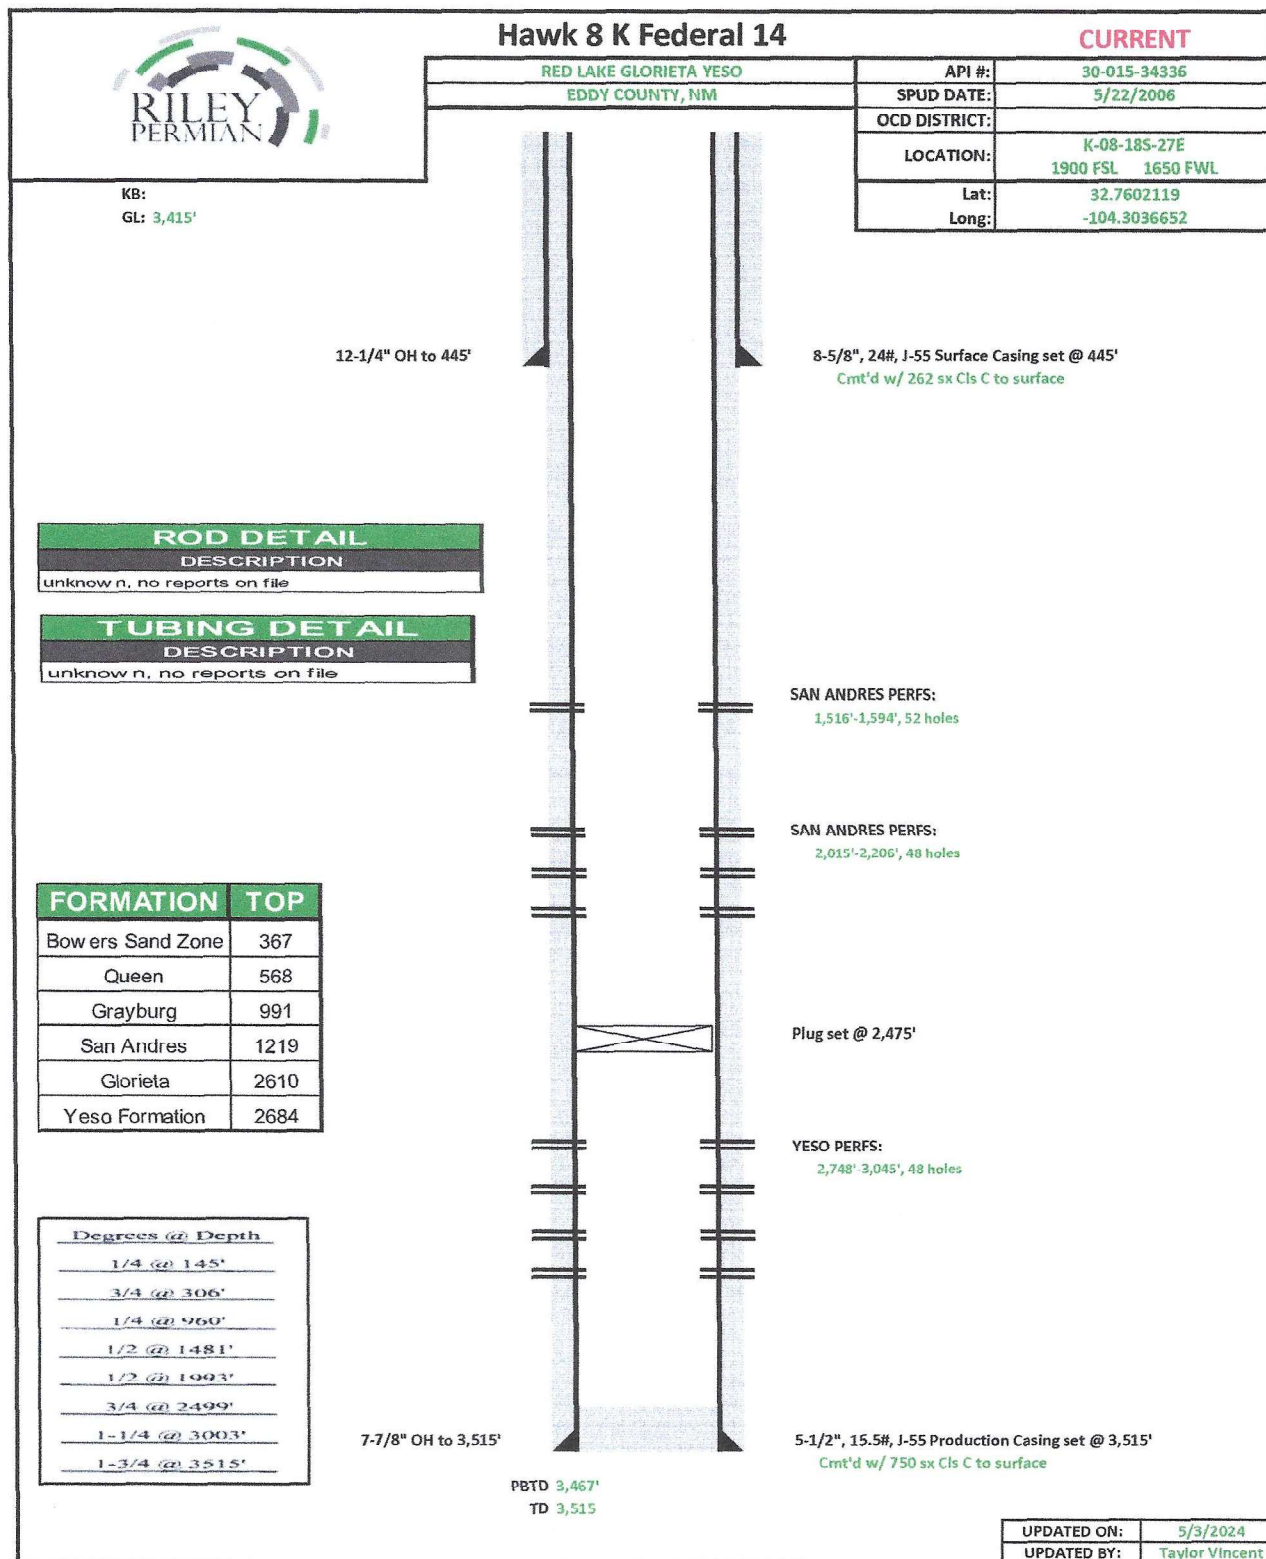 Hawk 8 K Federal 14
CURRENT
RILEY
PERMIAN
RED LAKE GLORIETA YESO
EDDY COUNTY, NM
API #: 30-015-34336
SPUD DATE: 5/22/2006
OCD DISTRICT:
LOCATION: K-08-18S-27E
1900 FSL 1650 FWL
Lat: 32.7602119
Long: -104.3036652
KB:
GL: 3,415'
12-1/4" OH to 445'
8-5/8", 24#, J-55 Surface Casing set @ 445'
Cmt'd w/ 262 sx Cls C to surface
ROD DETAIL
DESCRIPTION
unknown, no reports on file
TUBING DETAIL
DESCRIPTION
unknown, no reports on file
SAN ANDRES PERFS:
1,516'-1,594', 52 holes
SAN ANDRES PERFS:
2,015'-2,206', 48 holes
FORMATION TOP
Bowers Sand Zone 367
Queen 568
Grayburg 991
San Andres 1219
Glorieta 2610
Yeso Formation 2684
Plug set @ 2,475'
YESO PERFS:
2,748'-3,045', 48 holes
Degrees @ Depth
1/4 @ 145'
3/4 @ 306'
1/4 @ 960'
1/2 @ 1481'
1/2 @ 1993'
3/4 @ 2499'
1-1/4 @ 3003'
1-3/4 @ 3515'
7-7/8" OH to 3,515'
5-1/2", 15.5#, J-55 Production Casing set @ 3,515'
Cmt'd w/ 750 sx Cls C to surface
PBTD 3,467'
TD 3,515
UPDATED ON: 5/3/2024
UPDATED BY: Taylor Vincent